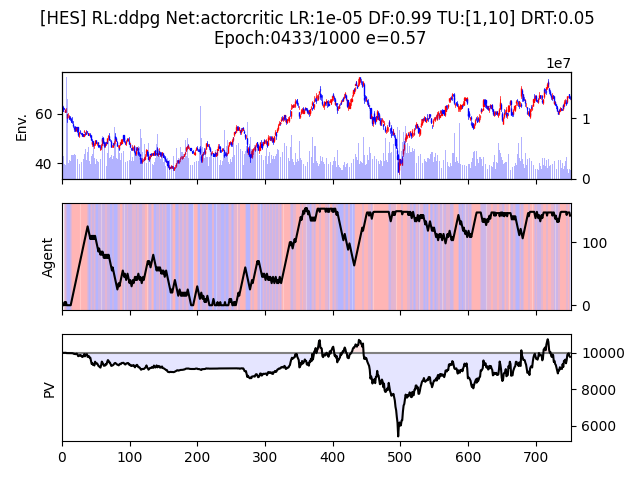 [HES] RL:ddpg Net:actorcritic LR:1e-05 DF:0.99 TU:[1,10] DRT:0.05
Epoch:0433/1000 e=0.57
1e7
Env.
60
40
1
0
Agent
100
0
PV
10000
8000
6000
0 100 200 300 400 500 600 700